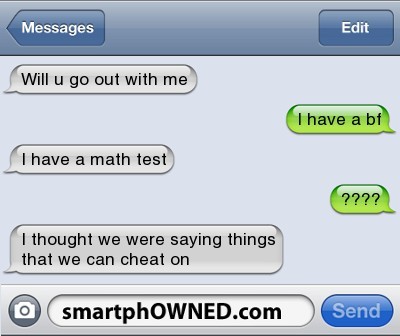 Messages
Edit
Will u go out with me
I have a bf
I have a math test
????
I thought we were saying things
that we can cheat on
smartphOWNED.com
Send